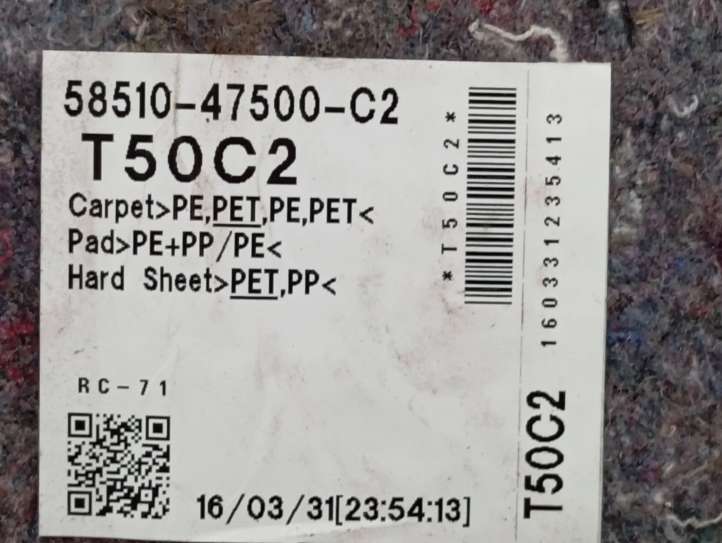 58510-47500-C2
T50C2
Carpet>PE,PET,PE,PET<
Pad>PE+PP/PE<
Hard Sheet>PET,PP<
RC-71
16/03/31[23:54:13]
*T50C2*
160331235413
T50C2